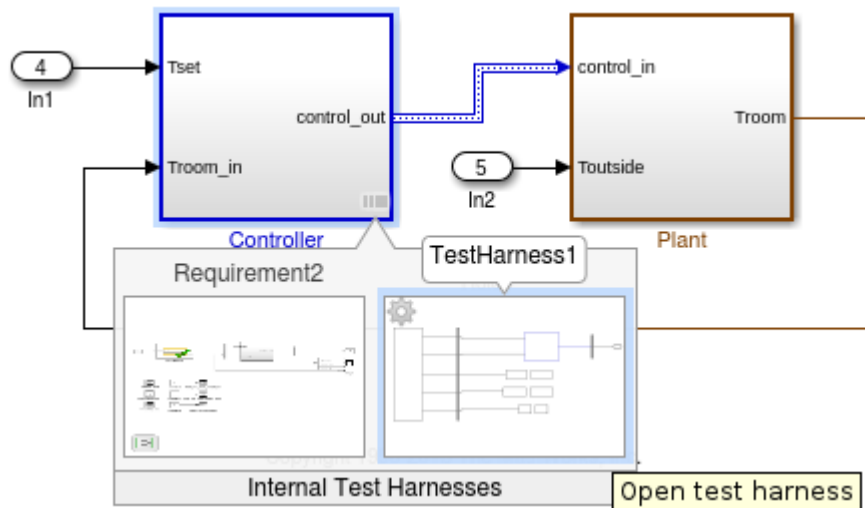 4
Tset
control_in
In1
control_out
Troom
Troom_in
5
Toutside
In2
Controller
Plant
TestHarness1
Requirement2
Internal Test Harnesses
Open test harness